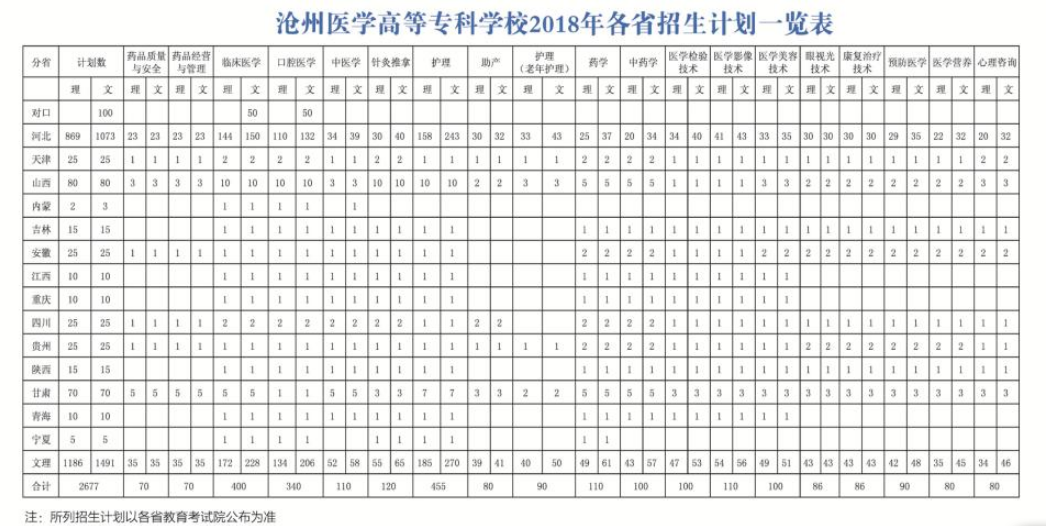 沧州医学高等专科学校2018年各省招生计划一览表
分省 计划数 药品质量与安全 药品经营与管理 临床医学 口腔医学 中医学 针灸推拿 护理 助产 护理（老年护理） 药学 中药学 医学检验技术 医学影像技术 医学美容技术 眼视光技术 康复治疗技术 预防医学 医学营养 心理咨询
理 文 理 文 理 文 理 文 理 文 理 文 理 文 理 文 理 文 理 文 理 文 理 文 理 文 理 文 理 文 理 文 理 文 理 文 理 文 理 文
对口 100 50 50
河北 869 1073 23 23 23 23 144 150 110 132 34 39 30 40 158 243 30 32 33 43 25 37 20 34 34 40 41 43 33 35 30 30 30 30 29 35 22 32 20 32
天津 25 25 1 1 1 1 2 2 2 2 1 1 2 2 1 1 1 1 1 1 2 2 2 2 1 1 1 1 1 1 1 1 1 1 1 1 1 1 2 2
山西 80 80 3 3 3 3 10 10 10 10 3 3 10 10 10 10 2 2 3 3 5 5 5 5 1 1 1 1 3 3 2 2 2 2 2 2 2 2 3 3
内蒙 2 3 1 1 1 1 1
吉林 15 15 1 1 1 1 1 1 1 1 1 1 1 1 1 1 1 1 1 1 1 1 1 1 1 1 1 1 1 1 1 1
安徽 25 25 1 1 1 1 1 1 1 1 1 1 1 1 1 1 2 2 2 2 1 1 1 1 2 2 2 2 2 2 2 2 2 2 2 2
江西 10 10 1 1 1 1 1 1 1 1 1 1 1 1 1 1 1 1 1 1 1 1
重庆 10 10 1 1 1 1 1 1 1 1 1 1 1 1 1 1 1 1 1 1 1 1
四川 25 25 1 1 1 1 2 2 2 2 2 2 2 2 1 1 2 2 2 2 2 2 1 1 1 1 1 1 1 1 1 1 1 1 1 1 1 1
贵州 25 25 1 1 1 1 1 1 1 1 1 1 1 1 1 1 1 1 1 1 2 2 2 2 1 1 1 1 1 1 2 2 2 2 2 2 2 2 1 1
陕西 15 15 1 1 1 1 1 1 1 1 1 1 1 1 1 1 1 1 1 1 1 1 1 1 1 1 1 1 1 1 1 1
甘肃 70 70 5 5 5 5 5 5 1 1 5 5 3 3 7 7 3 3 2 2 5 5 5 5 3 3 3 3 3 3 3 3 3 3 3 3 3 3 3 3
青海 10 10 1 1 1 1 1 1 1 1 1 1 1 1 1 1 1 1 1 1 1 1
宁夏 5 5 1 1 1 1 1 1 1 1 1 1
文理 1186 1491 35 35 35 35 172 228 134 206 52 58 55 65 185 270 39 41 40 50 49 61 43 57 47 53 54 56 49 51 43 43 43 43 42 48 35 45 34 46
合计 2677 70 70 400 340 110 120 455 80 90 110 100 100 110 100 86 86 90 80 80
注：所列招生计划以各省教育考试院公布为准